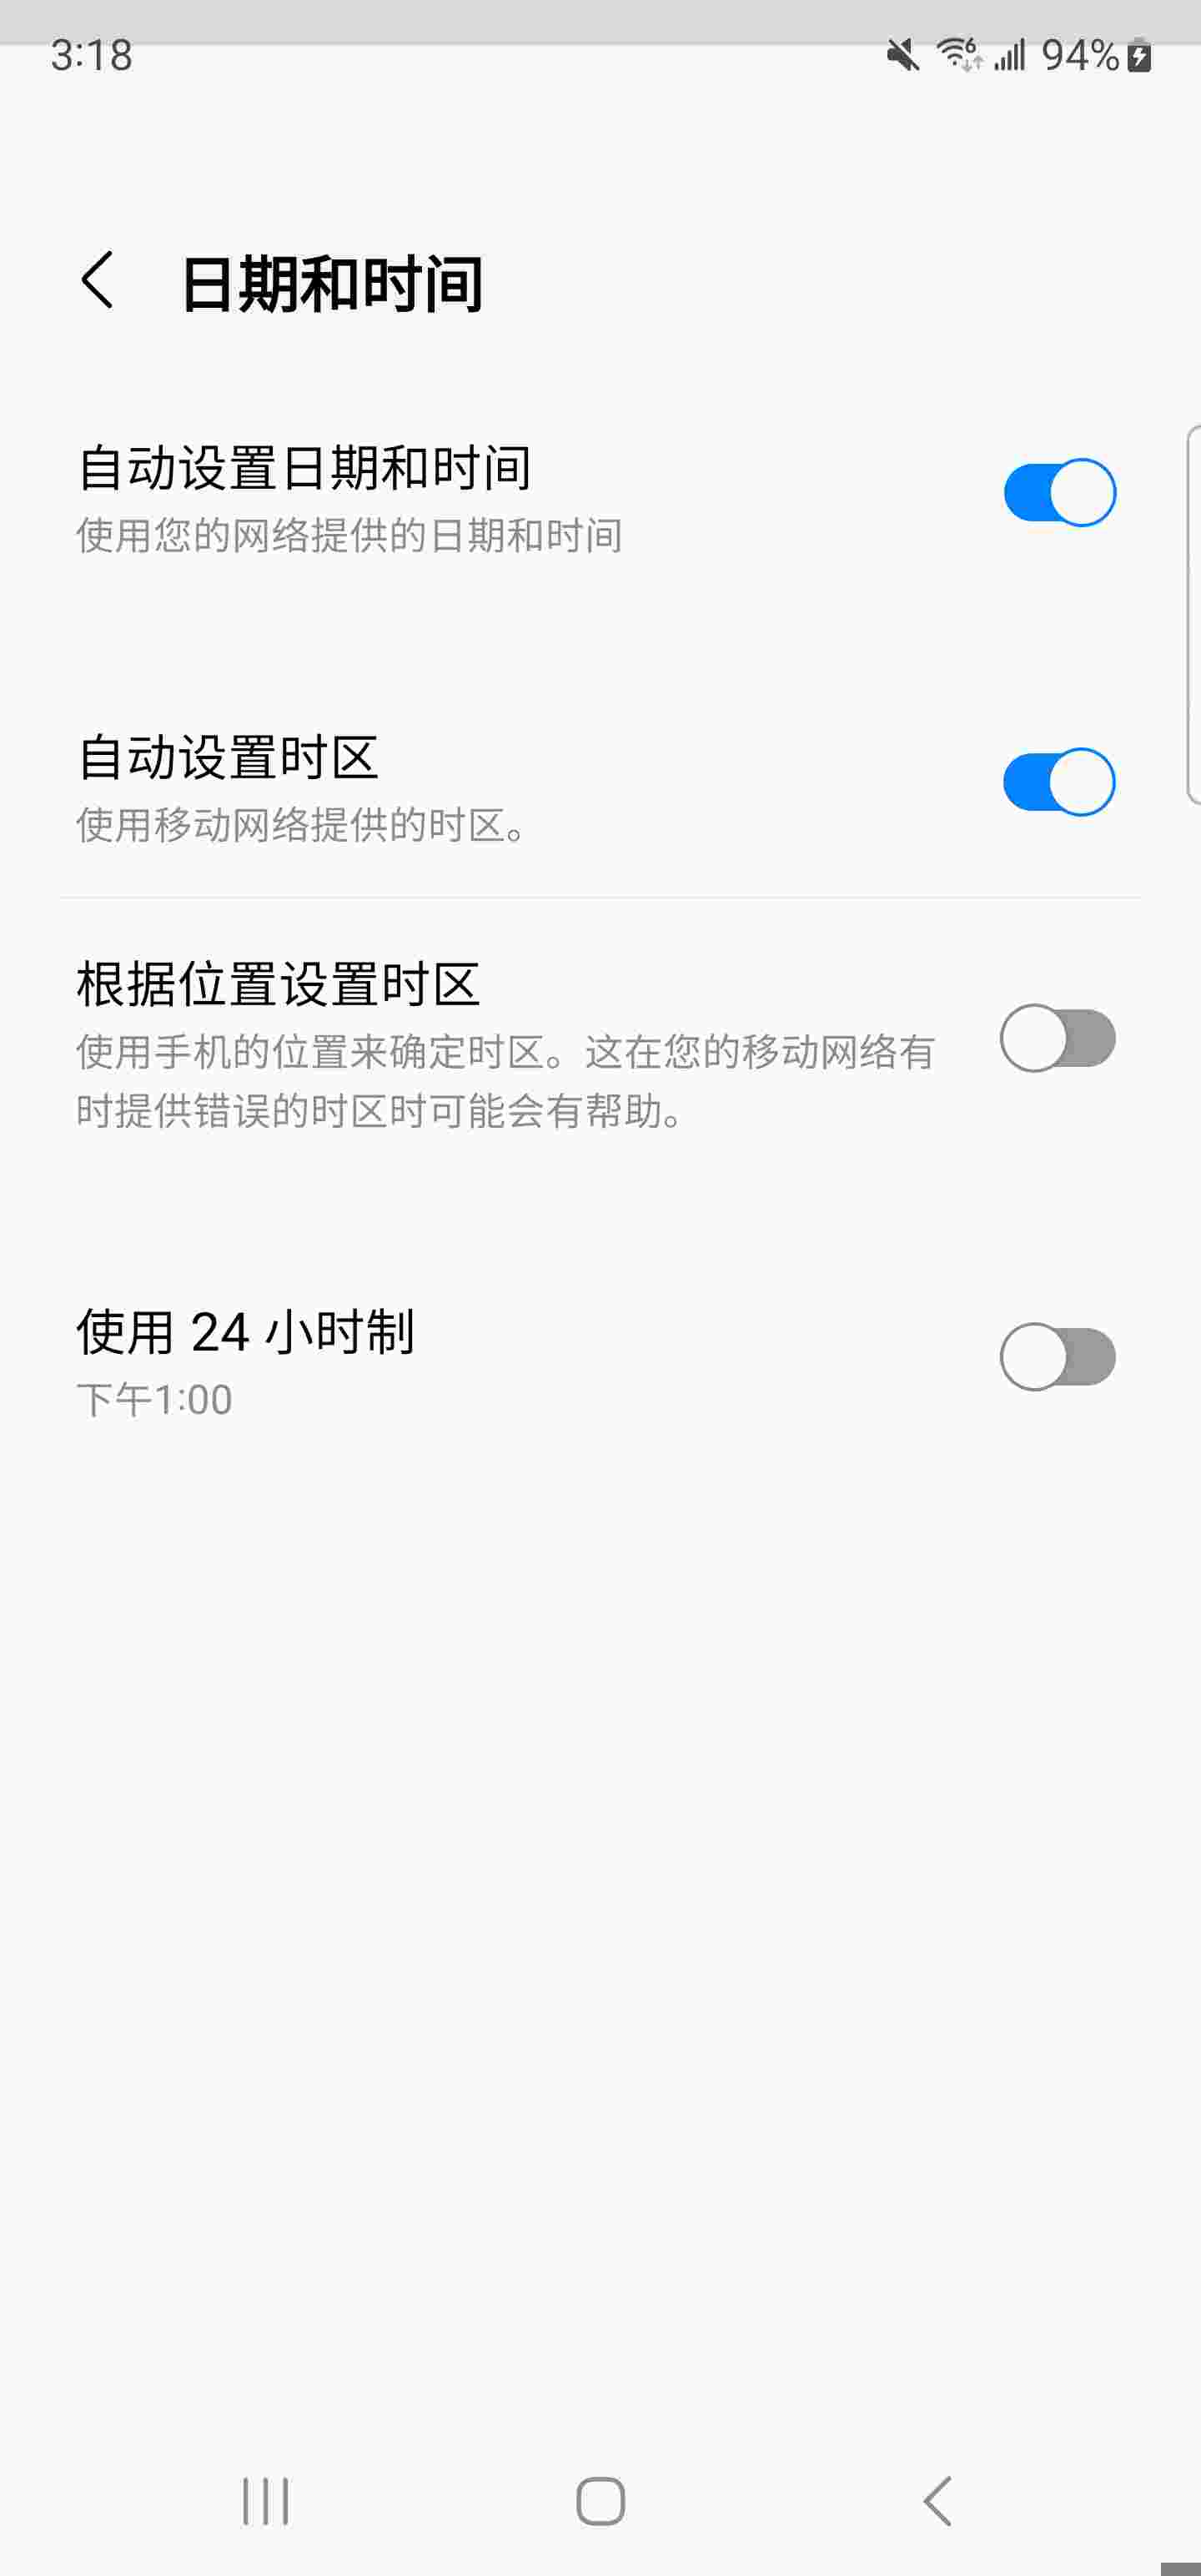 3:18
6
94%
日期和时间
自动设置日期和时间
使用您的网络提供的日期和时间
自动设置时区
使用移动网络提供的时区。
根据位置设置时区
使用手机的位置来确定时区。这在您的移动网络有
时提供错误的时区时可能会有帮助。
使用 24 小时制
下午1:00